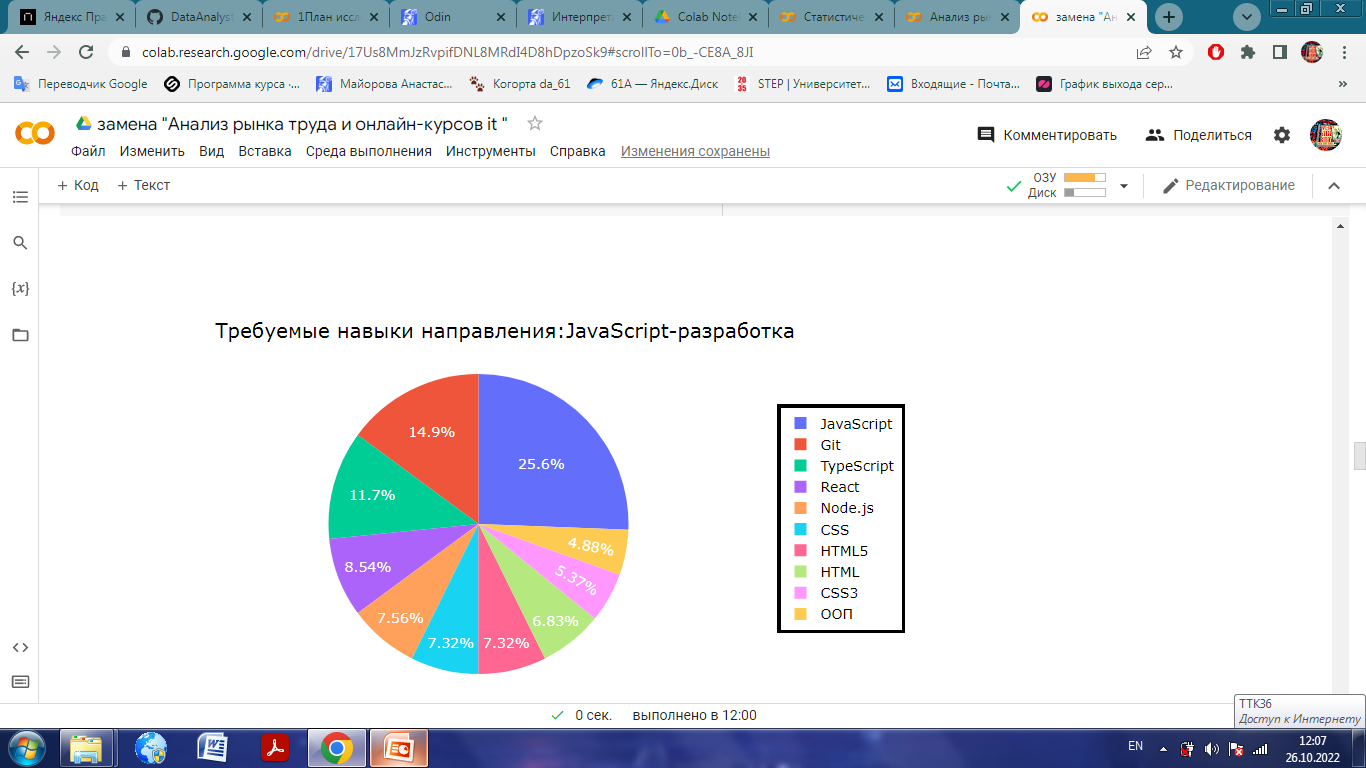 Яндекс Пра
DataAnalyst
1План иссл
Odin
Интерпрет
Colab Note
Статистиче
Анализ рын
замена "Ан
colab.research.google.com/drive/17Us8MmJzRvpifDNL8MRdI4D8hDpzoSk9#scrollTo=0b_-CE8A_8JI
Переводчик Google
Программа курса ·...
Майорова Анастас...
Когорта da_61
61A — Яндекс.Диск
20
35
STEP | Университет...
Входящие - Почта...
График выхода сер...
»
замена "Анализ рынка труда и онлайн-курсов it "
Комментировать
Поделиться
Файл Изменить Вид Вставка Среда выполнения Инструменты Справка Изменения сохранены
+ Код + Текст
ОЗУ
Диск
Редактирование
{x}
Требуемые навыки направления:JavaScript-разработка
14.9%
25.6%
11.7%
4.88%
8.54%
5.37%
7.56%
6.83%
7.32%
7.32%
JavaScript
Git
TypeScript
React
Node.js
CSS
HTML5
HTML
CSS3
ООП
0 сек. выполнено в 12:00
ТТК36
Доступ к Интернету
EN
12:07
26.10.2022